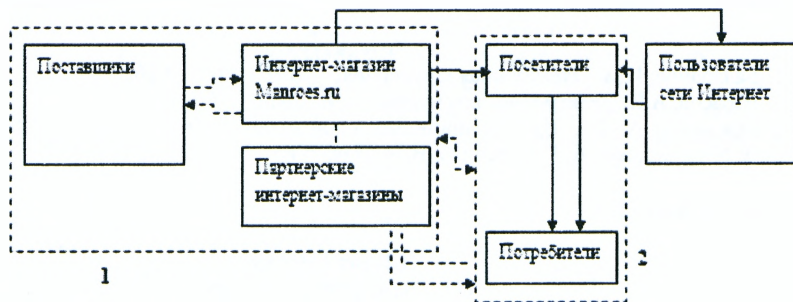 Поставщики
Интернет-магазин
Manroes.ru
Посетители
Пользователи
сети Интернет
Партнерские
интернет-магазины
Потребители
1
2